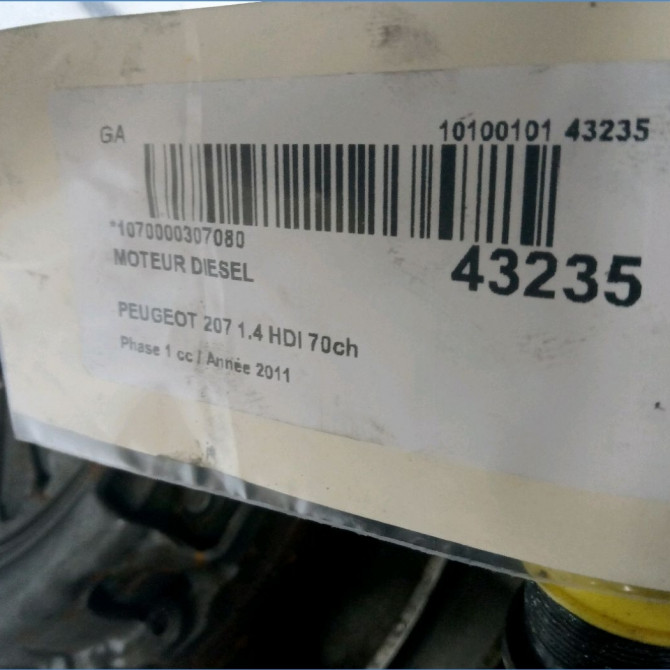 GA
10100101 43235
*1070000307080
43235
MOTEUR DIESEL
PEUGEOT 207 1.4 HDI 70ch
Phase 1 cc / Année 2011